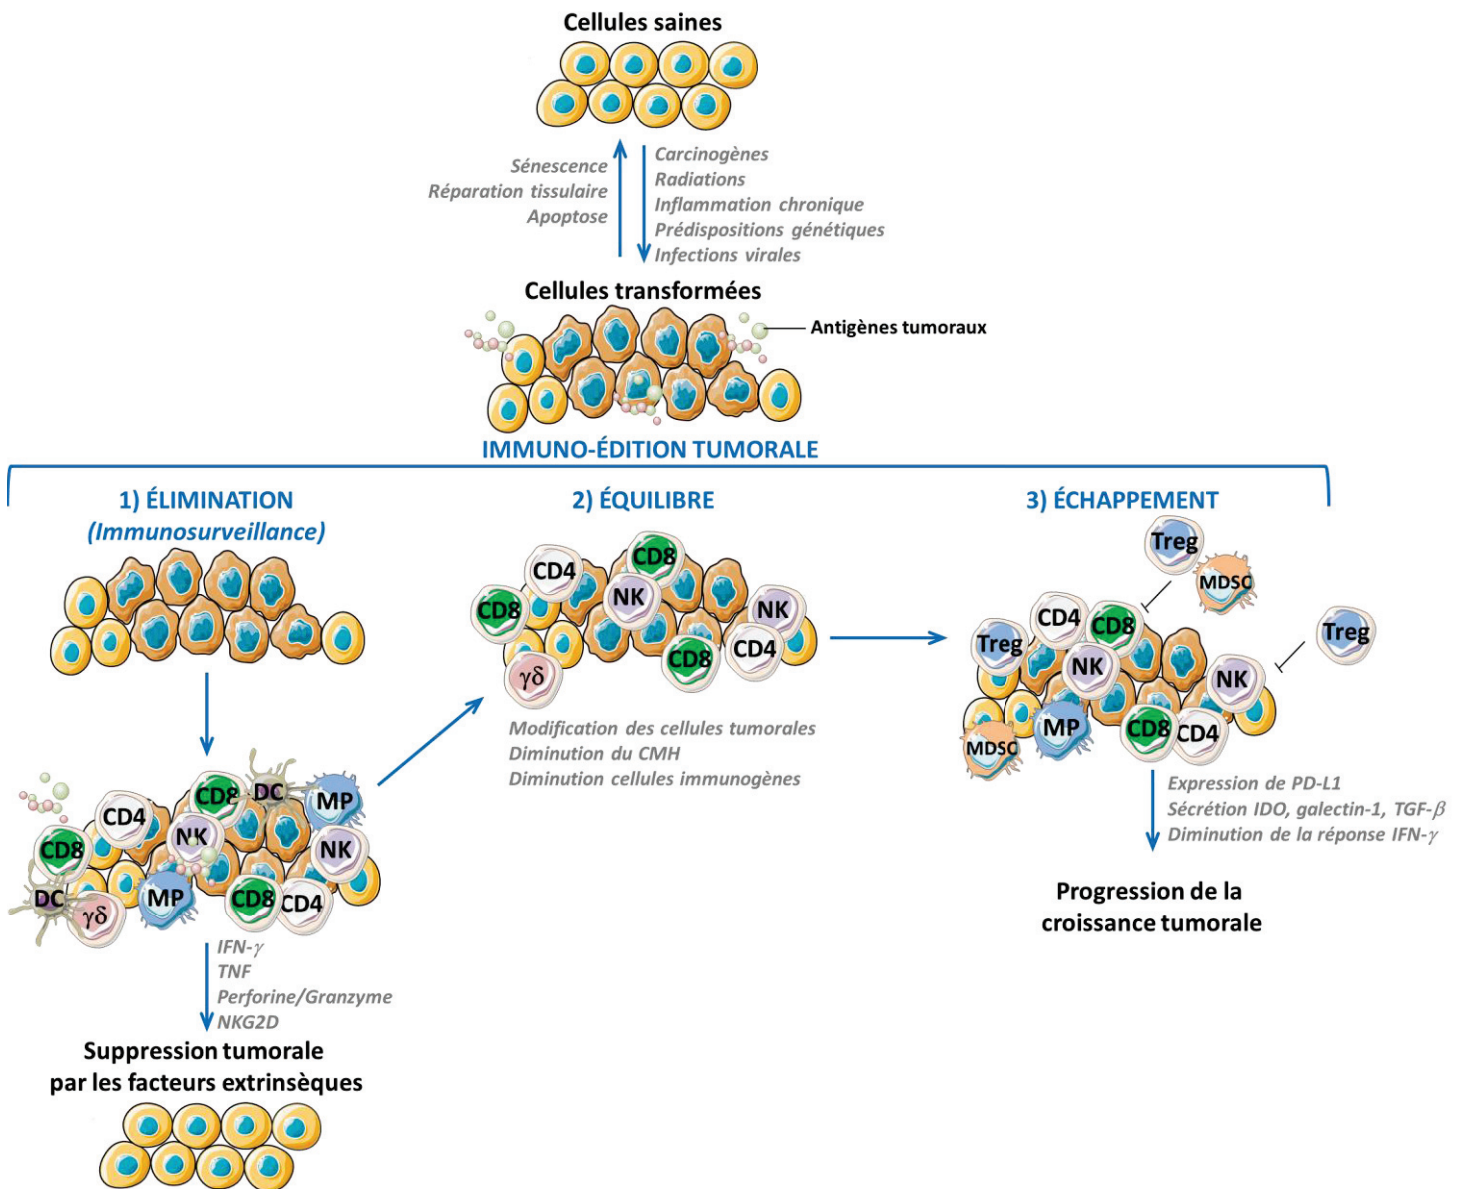 Cellules saines
Sénescence
Réparation tissulaire
Apoptose
Carcinogènes
Radiations
Inflammation chronique
Prédispositions génétiques
Infections virales
Cellules transformées
Antigènes tumoraux
IMMUNO-ÉDITION TUMORALE
1) ÉLIMINATION
(Immunosurveillance)
CD8
DC
MP
CD4
NK
CD8
NK
DC
γδ
MP
CD8
CD4
IFN-γ
TNF
Perforine/Granzyme
NKG2D
Suppression tumorale
par les facteurs extrinsèques
2) ÉQUILIBRE
CD8
CD4
NK
CD8
NK
CD8
CD4
γδ
Modification des cellules tumorales
Diminution du CMH
Diminution cellules immunogènes
3) ÉCHAPPEMENT
Treg
MDSC
CD4
CD8
Treg
Treg
NK
NK
MP
MDSC
CD8
CD4
Expression de PD-L1
Sécrétion IDO, galectin-1, TGF-β
Diminution de la réponse IFN-γ
Progression de la
croissance tumorale